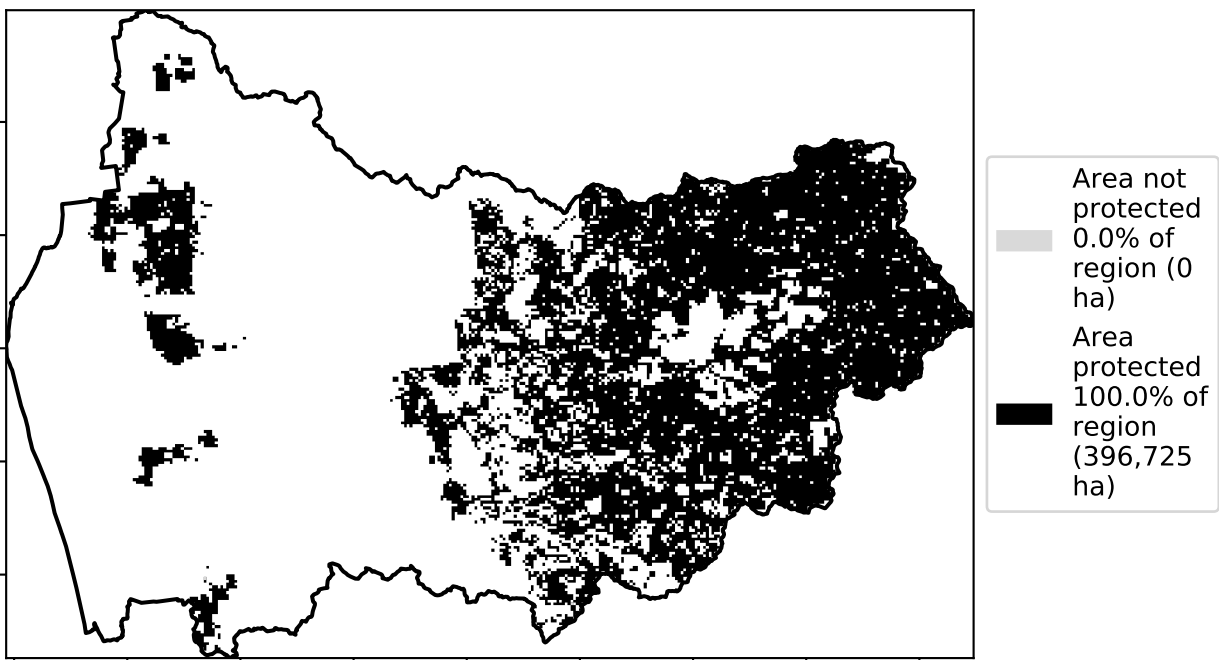 Area not
protected
0.0% of
region (0
ha)
Area
protected
100.0% of
region
(396,725
ha)